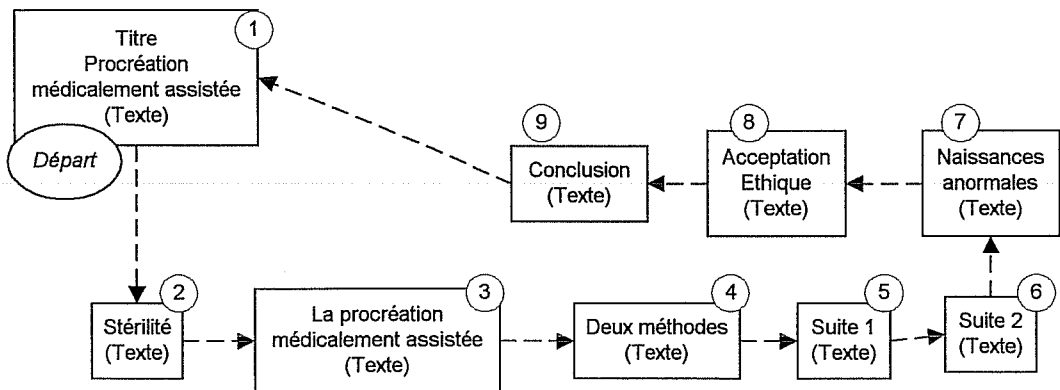 1
Titre
Procréation
médicalement assistée
(Texte)
Départ
2
Stérilité
(Texte)
3
La procréation
médicalement assistée
(Texte)
4
Deux méthodes
(Texte)
5
Suite 1
(Texte)
6
Suite 2
(Texte)
7
Naissances
anormales
(Texte)
8
Acceptation
Ethique
(Texte)
9
Conclusion
(Texte)